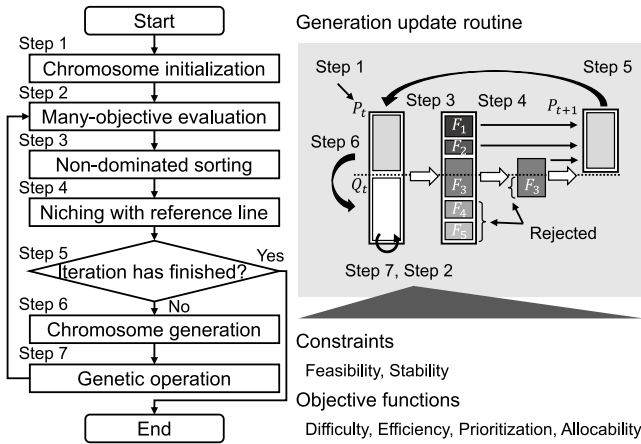 Start
Step 1
Chromosome initialization
Step 2
Many-objective evaluation
Step 3
Non-dominated sorting
Step 4
Niching with reference line
Step 5
Iteration has finished?
Yes
No
Step 6
Chromosome generation
Step 7
Genetic operation
End
Generation update routine
Step 1
Step 5
P_t
Step 3
Step 4
P_{t+1}
F_1
F_2
Step 6
Q_t
F_3
F_3
F_4
F_5
Rejected
Step 7, Step 2
Constraints
Feasibility, Stability
Objective functions
Difficulty, Efficiency, Prioritization, Allocability